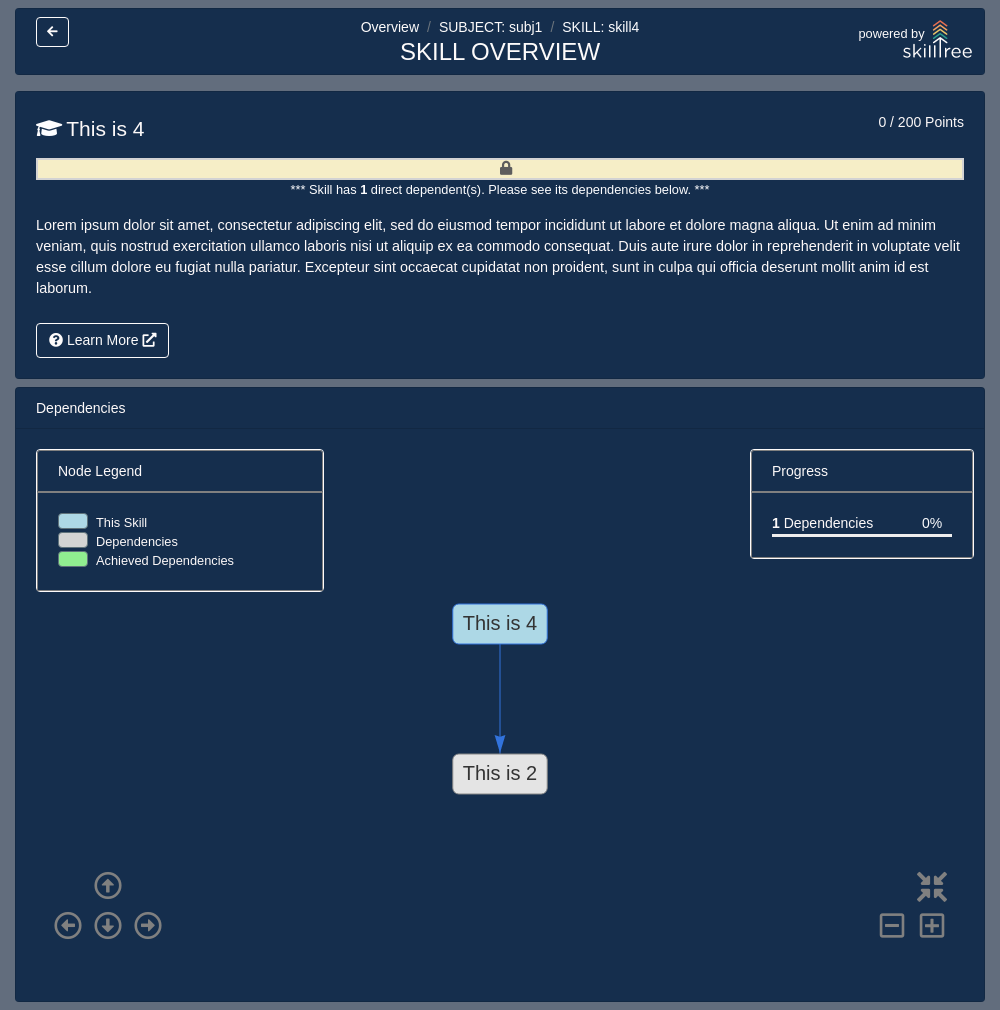 Overview / SUBJECT: subj1 / SKILL: skill4
SKILL OVERVIEW
powered by
skilltree
This is 4
0 / 200 Points
*** Skill has 1 direct dependent(s). Please see its dependencies below. ***
Lorem ipsum dolor sit amet, consectetur adipiscing elit, sed do eiusmod tempor incididunt ut labore et dolore magna aliqua. Ut enim ad minim
veniam, quis nostrud exercitation ullamco laboris nisi ut aliquip ex ea commodo consequat. Duis aute irure dolor in reprehenderit in voluptate velit
esse cillum dolore eu fugiat nulla pariatur. Excepteur sint occaecat cupidatat non proident, sunt in culpa qui officia deserunt mollit anim id est
laborum.
Learn More
Dependencies
Node Legend
This Skill
Dependencies
Achieved Dependencies
Progress
1 Dependencies 0%
This is 4
This is 2